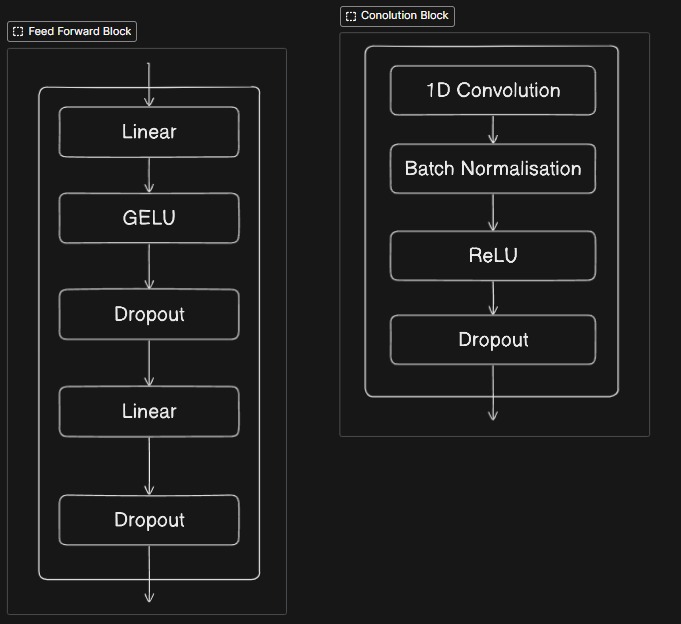 Feed Forward Block
Linear
GELU
Dropout
Linear
Dropout
Conolution Block
1D Convolution
Batch Normalisation
ReLU
Dropout